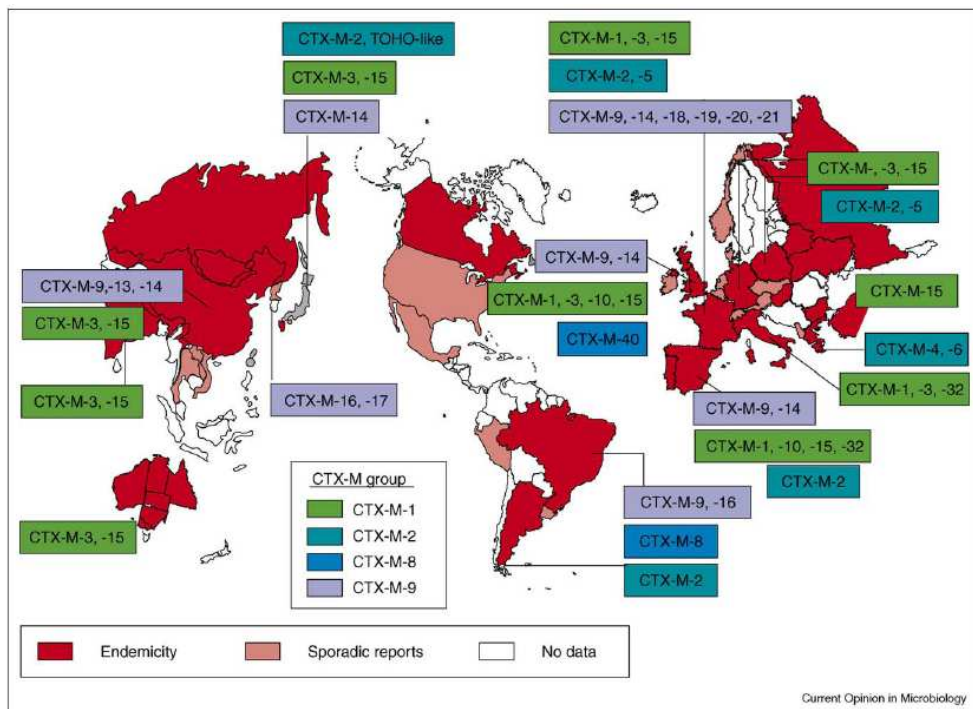 CTX-M-2, TOHO-like
CTX-M-3, -15
CTX-M-14
CTX-M-1, -3, -15
CTX-M-2, -5
CTX-M-9, -14, -18, -19, -20, -21
CTX-M-, -3, -15
CTX-M-2, -5
CTX-M-9,-13, -14
CTX-M-3, -15
CTX-M-3, -15
CTX-M-16, -17
CTX-M-3, -15
CTX-M-9, -14
CTX-M-1, -3, -10, -15
CTX-M-40
CTX-M-15
CTX-M-4, -6
CTX-M-1, -3, -32
CTX-M-9, -14
CTX-M-1, -10, -15, -32
CTX-M-2
CTX-M-9, -16
CTX-M-8
CTX-M-2
CTX-M group
CTX-M-1
CTX-M-2
CTX-M-8
CTX-M-9
Endemicity
Sporadic reports
No data
Current Opinion in Microbiology